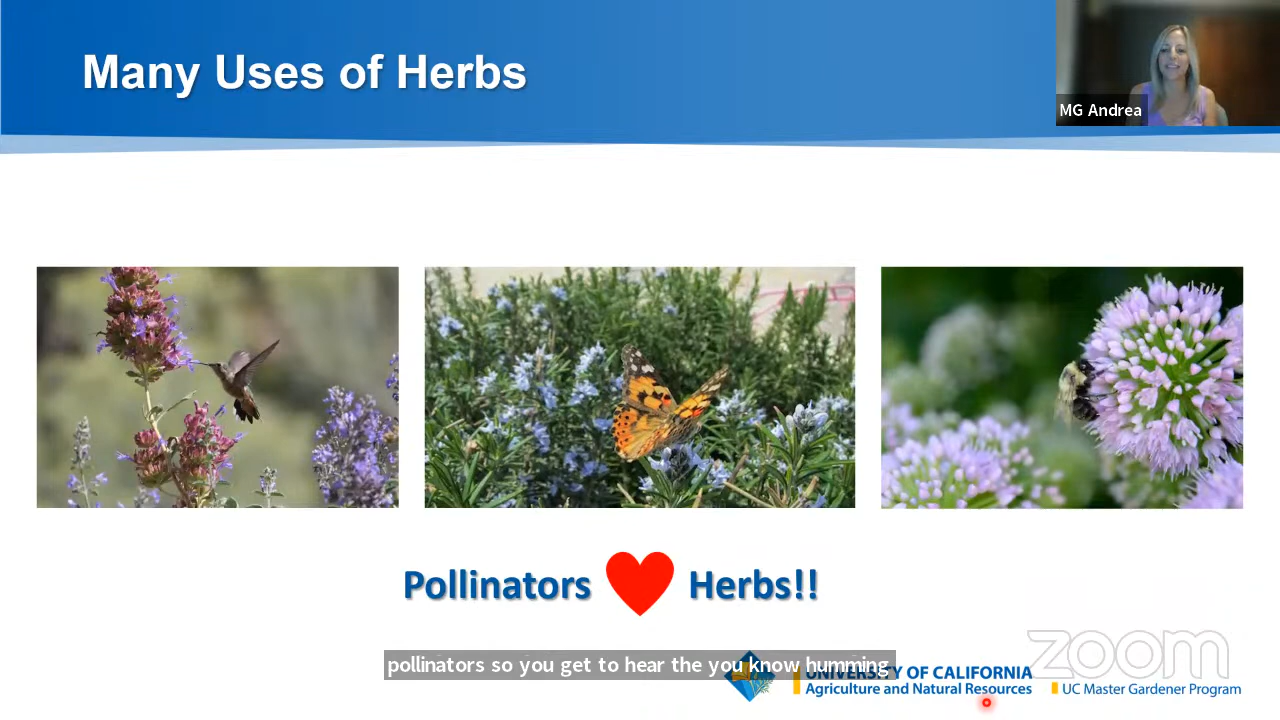 Many Uses of Herbs
MG Andrea
Pollinators Herbs!!
pollinators so you get to hear the you know humming
UNIVERSITY OF CALIFORNIA
Agriculture and Natural Resources
UC Master Gardener Program
zoom